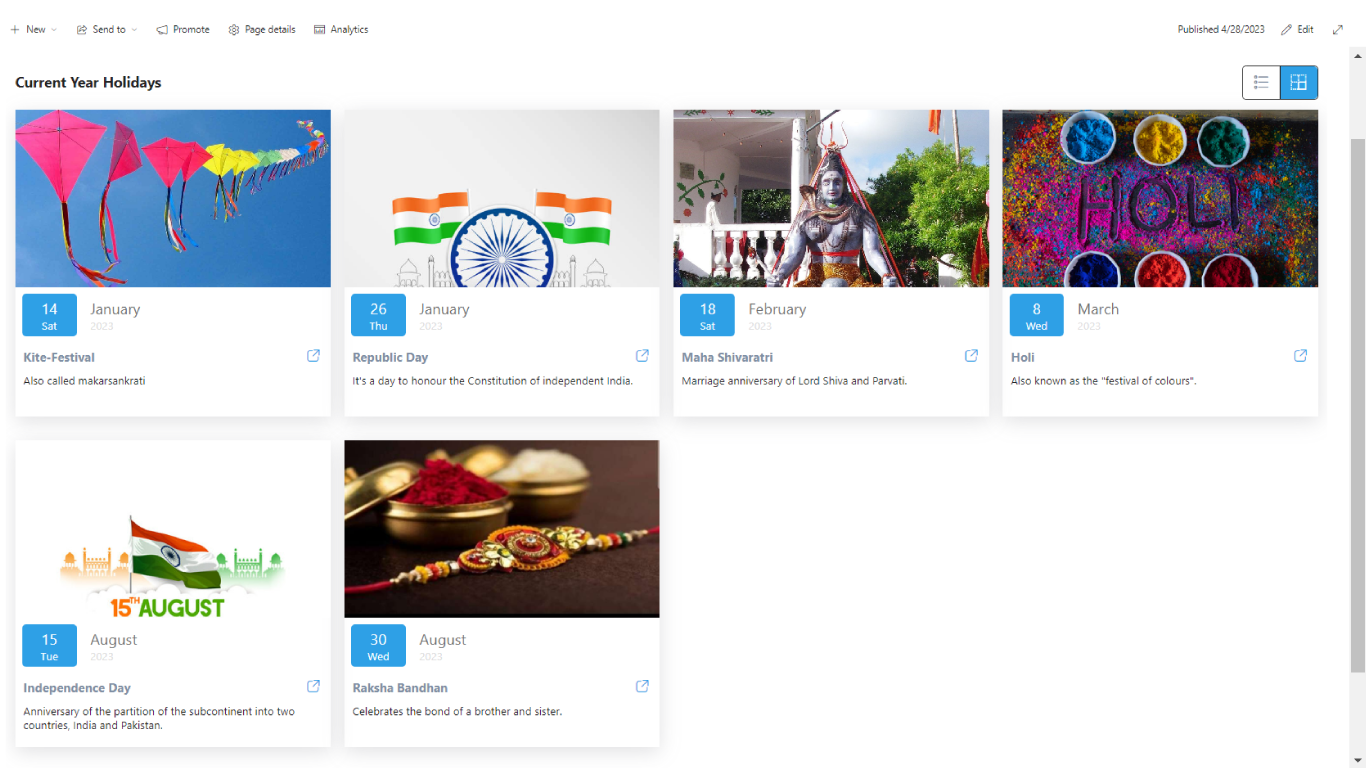 New
Send to
Promote
Page details
Analytics
Published 4/28/2023
Edit
Current Year Holidays
HOLI
14
Sat
January
2023
Kite-Festival
Also called makarsankrati
26
Thu
January
2023
Republic Day
It's a day to honour the Constitution of independent India.
18
Sat
February
2023
Maha Shivaratri
Marriage anniversary of Lord Shiva and Parvati.
8
Wed
March
2023
Holi
Also known as the "festival of colours".
15TH AUGUST
15
Tue
August
2023
Independence Day
Anniversary of the partition of the subcontinent into two
countries, India and Pakistan.
30
Wed
August
2023
Raksha Bandhan
Celebrates the bond of a brother and sister.